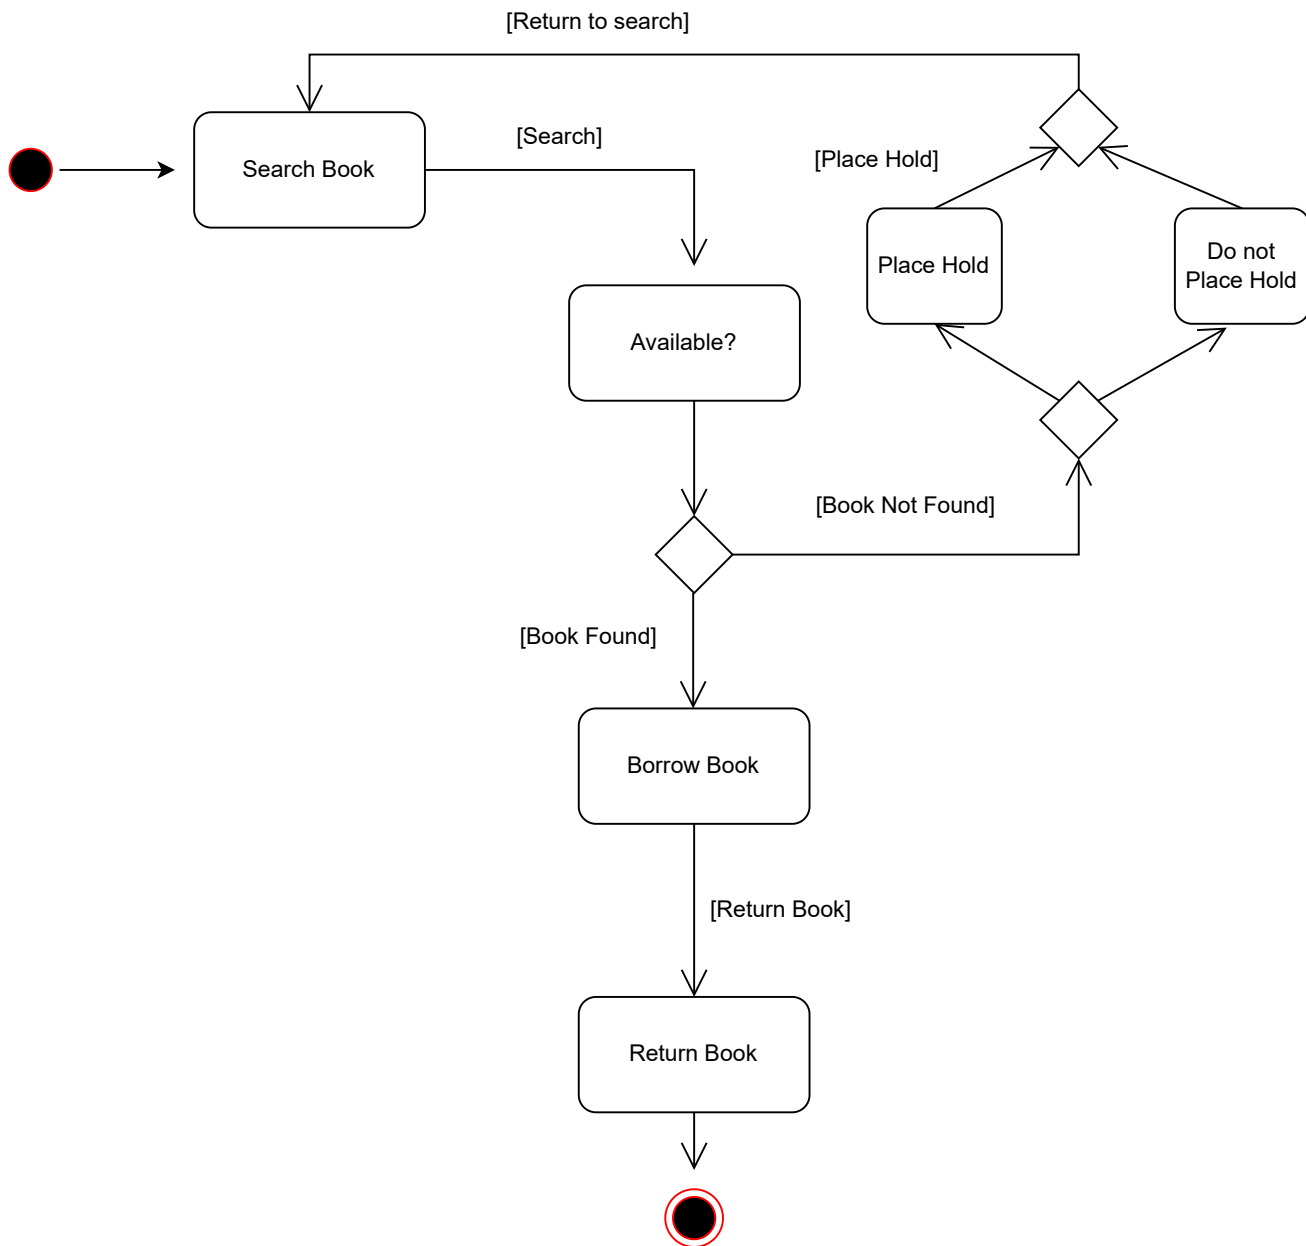 [Return to search]
[Search]
Search Book
[Place Hold]
Place Hold
Do not
Place Hold
Available?
[Book Not Found]
[Book Found]
Borrow Book
[Return Book]
Return Book